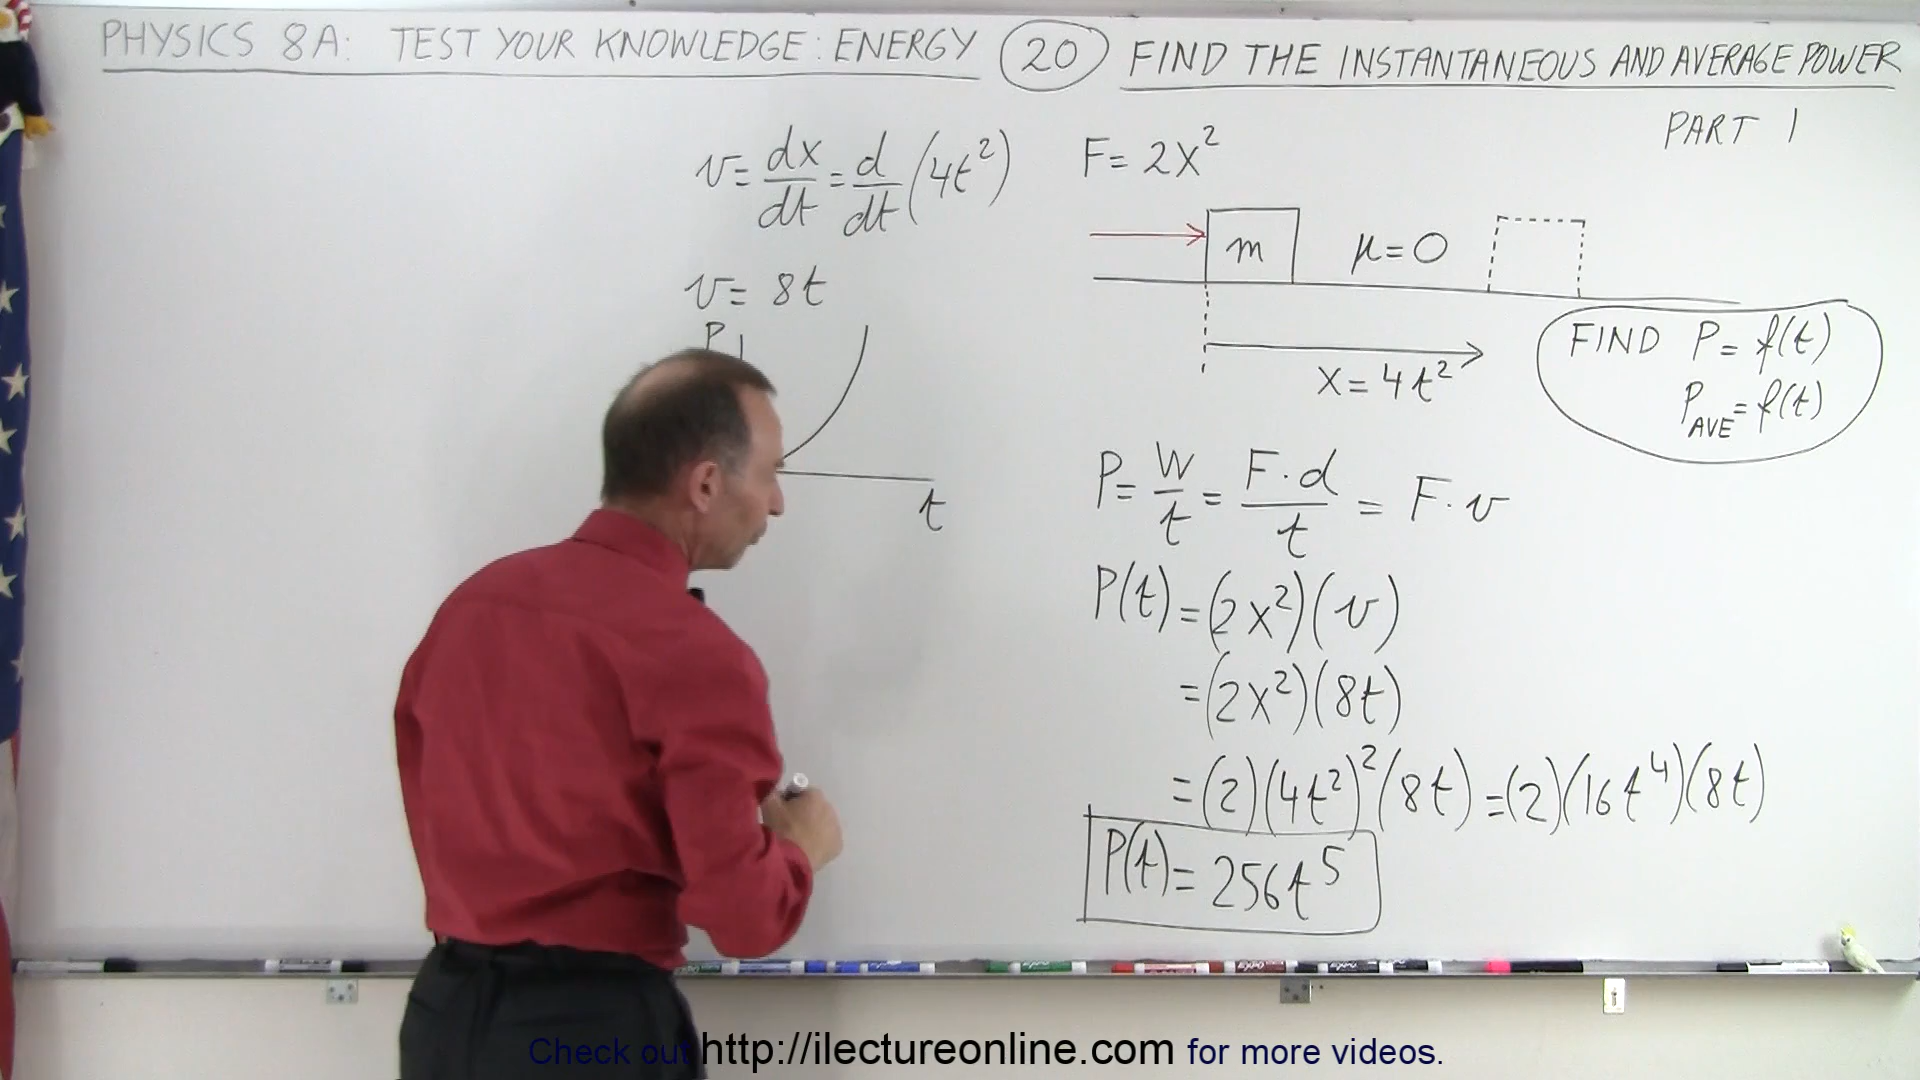 PHYSICS 8A: TEST YOUR KNOWLEDGE: ENERGY 20 FIND THE INSTANTANEOUS AND AVERAGE POWER
PART 1
v = dx/dt = d/dt (4t²)
v = 8t
P
t
F = 2x²
m μ = 0
x = 4t²
FIND P = f(t)
P_AVE = f(t)
P = W/t = F·d/t = F·v
P(t) = (2x²)(v)
= (2x²)(8t)
= (2)(4t²)²(8t) = (2)(16t⁴)(8t)
P(t) = 256t⁵
Check out http://ilectureonline.com for more videos.